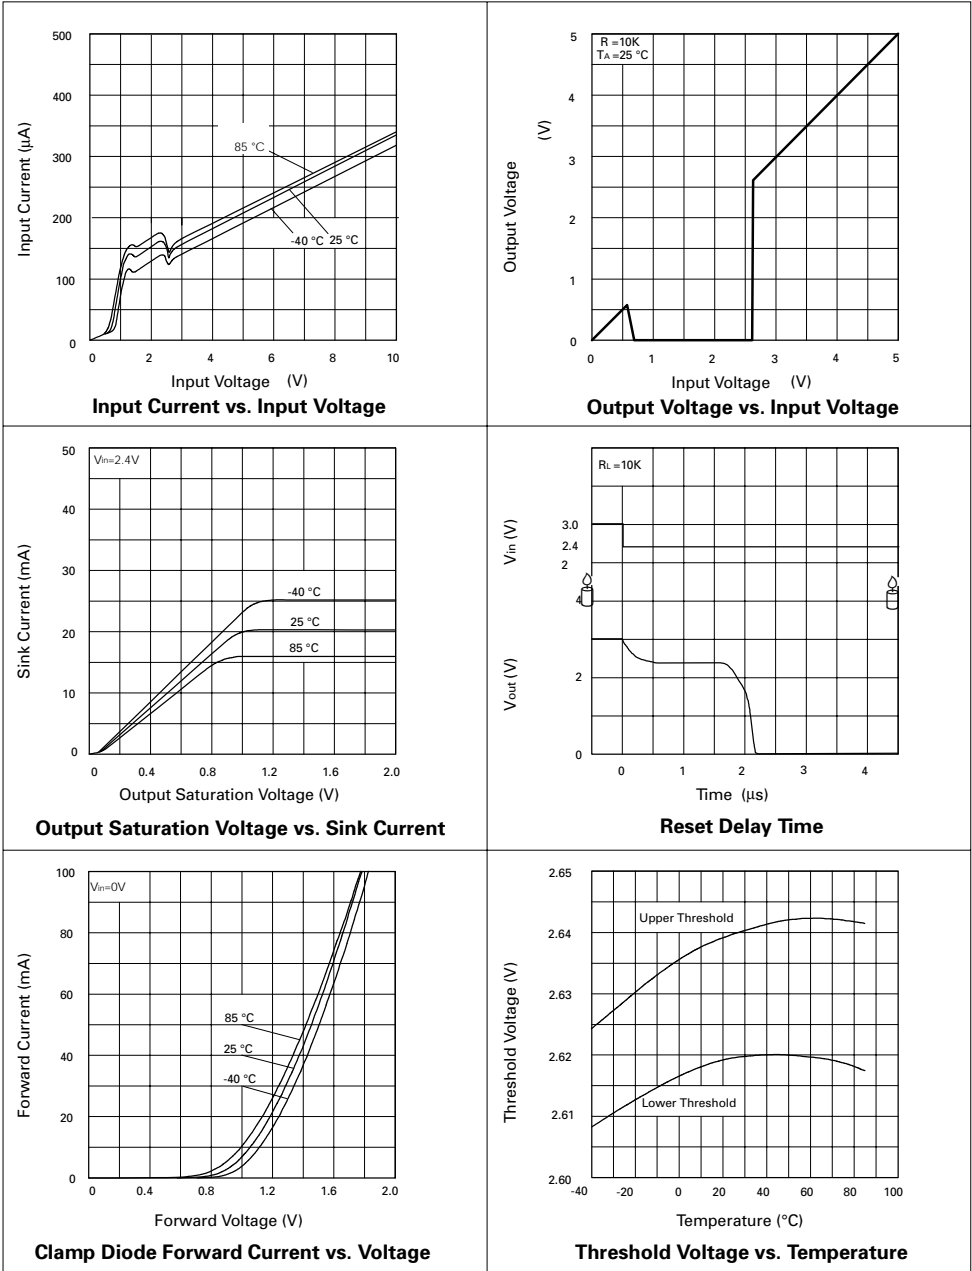 500
400
300
200
100
0
Input Current (µA)
85 °C
-40 °C 25 °C
0 2 4 6 8 10
Input Voltage (V)
Input Current vs. Input Voltage
5
4
3
2
1
0
Output Voltage (V)
R =10K
TA =25 °C
0 1 2 3 4 5
Input Voltage (V)
Output Voltage vs. Input Voltage
50
40
30
20
10
0
Sink Current (mA)
Vin=2.4V
-40 °C
25 °C
85 °C
0 0.4 0.8 1.2 1.6 2.0
Output Saturation Voltage (V)
Output Saturation Voltage vs. Sink Current
RL =10K
Vin (V)
3.0
2.4
2
4
Vout (V)
2
0
0 1 2 3 4
Time (µs)
Reset Delay Time
100
80
60
40
20
0
Forward Current (mA)
Vin=0V
85 °C
25 °C
-40 °C
0 0.4 0.8 1.2 1.6 2.0
Forward Voltage (V)
Clamp Diode Forward Current vs. Voltage
2.65
2.64
2.63
2.62
2.61
2.60
Threshold Voltage (V)
Upper Threshold
Lower Threshold
-40 -20 0 20 40 60 80 100
Temperature (°C)
Threshold Voltage vs. Temperature